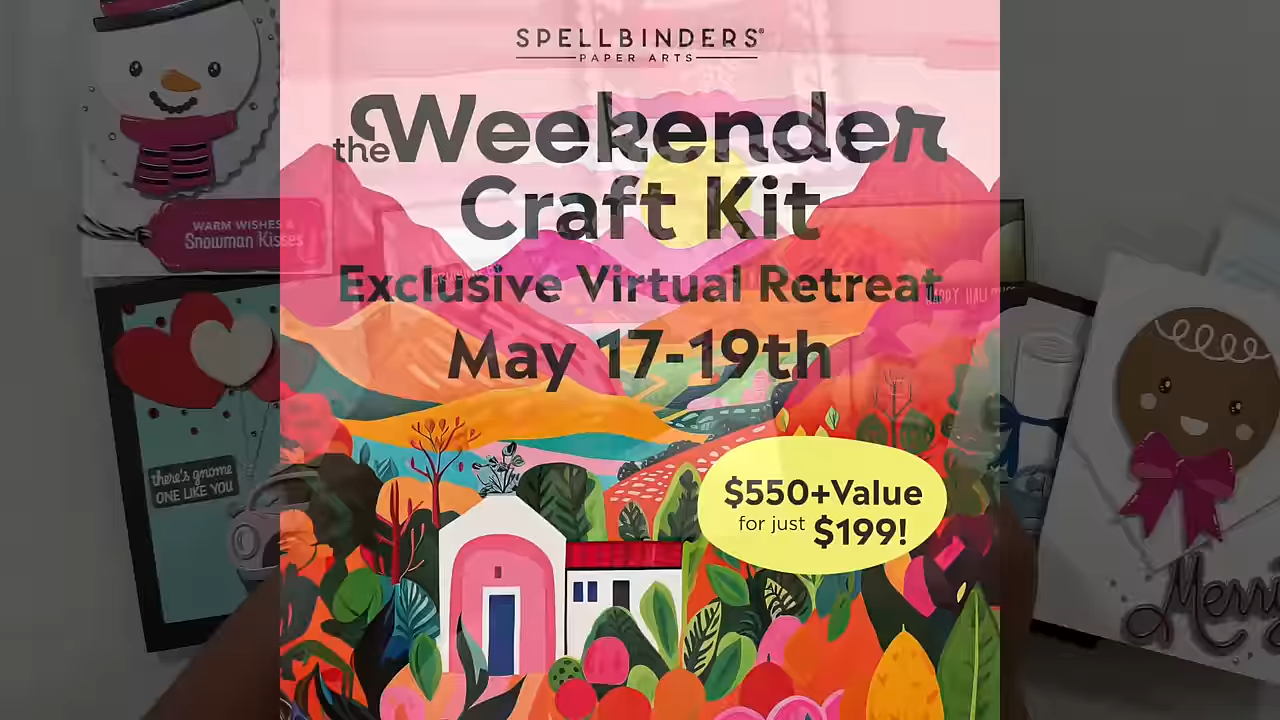 SPELLBINDERS®
PAPER ARTS
the Weekender
Craft Kit
Exclusive Virtual Retreat
May 17-19th
$550+Value
for just $199!
WARM WISHES &
Snowman Kisses
there's gnome
ONE LIKE YOU
HAPPY